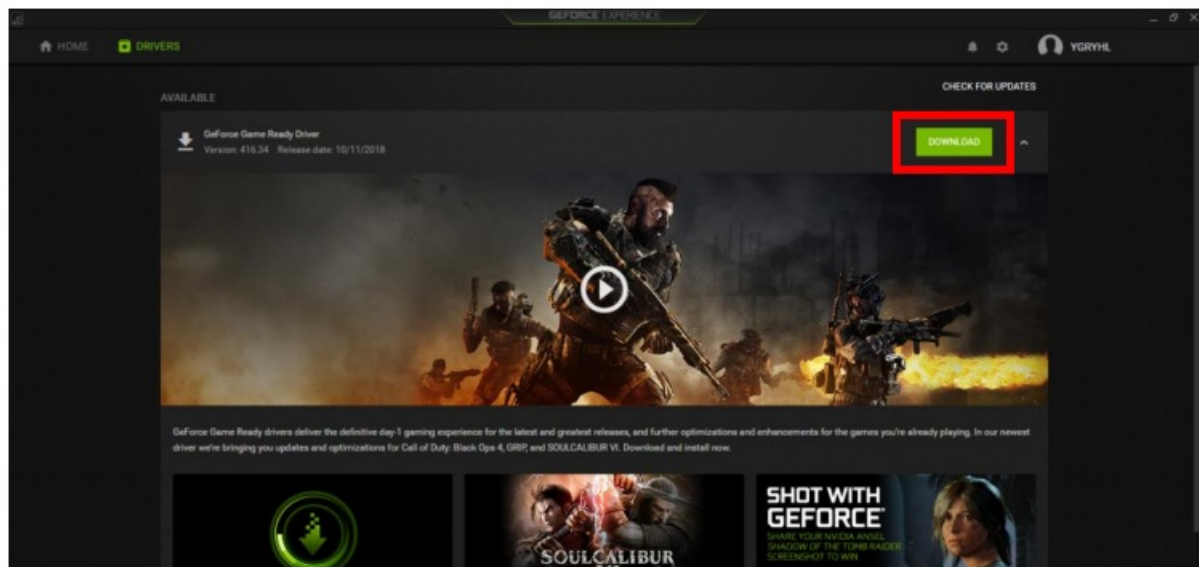 GEFORCE EXPERIENCE
HOME
DRIVERS
YGRYHL
CHECK FOR UPDATES
AVAILABLE
GeForce Game Ready Driver
Version: 416.34 Release date: 10/11/2018
DOWNLOAD
GeForce Game Ready drivers deliver the definitive day-1 gaming experience for the latest and greatest releases, and further optimizations and enhancements for the games you're already playing. In our newest
driver we're bringing you updates and optimizations for Call of Duty: Black Ops 4, GRIP, and SOULCALIBUR VI. Download and install now.
SOULCALIBUR
SHOT WITH
GEFORCE
SHARE YOUR NVIDIA ANSEL
SHADOW OF THE TOMB RAIDER
SCREENSHOT TO WIN